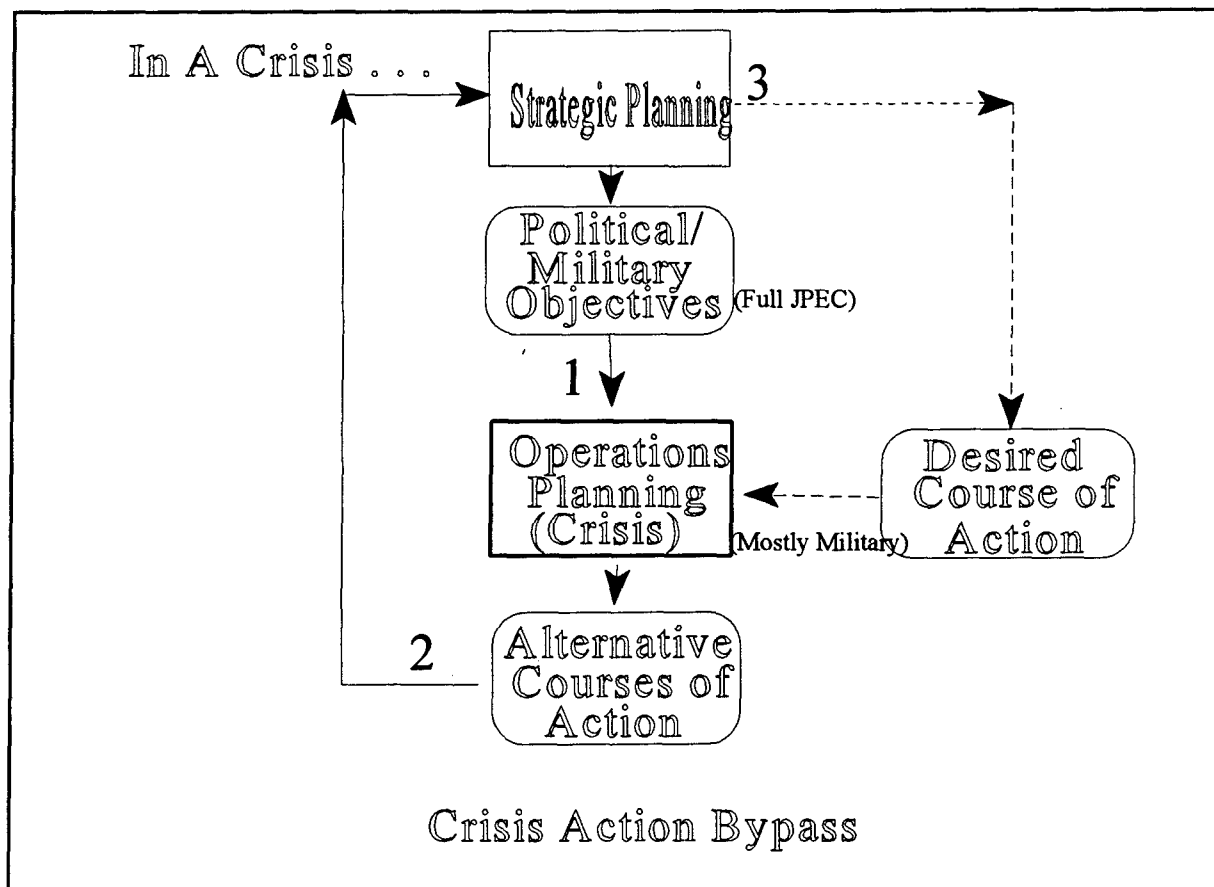 In A Crisis . . .
Strategic Planning
3
Political/
Military
Objectives
(Full JPEC)
1
Operations
Planning
(Crisis)
(Mostly Military)
Desired
Course of
Action
2
Alternative
Courses of
Action
Crisis Action Bypass